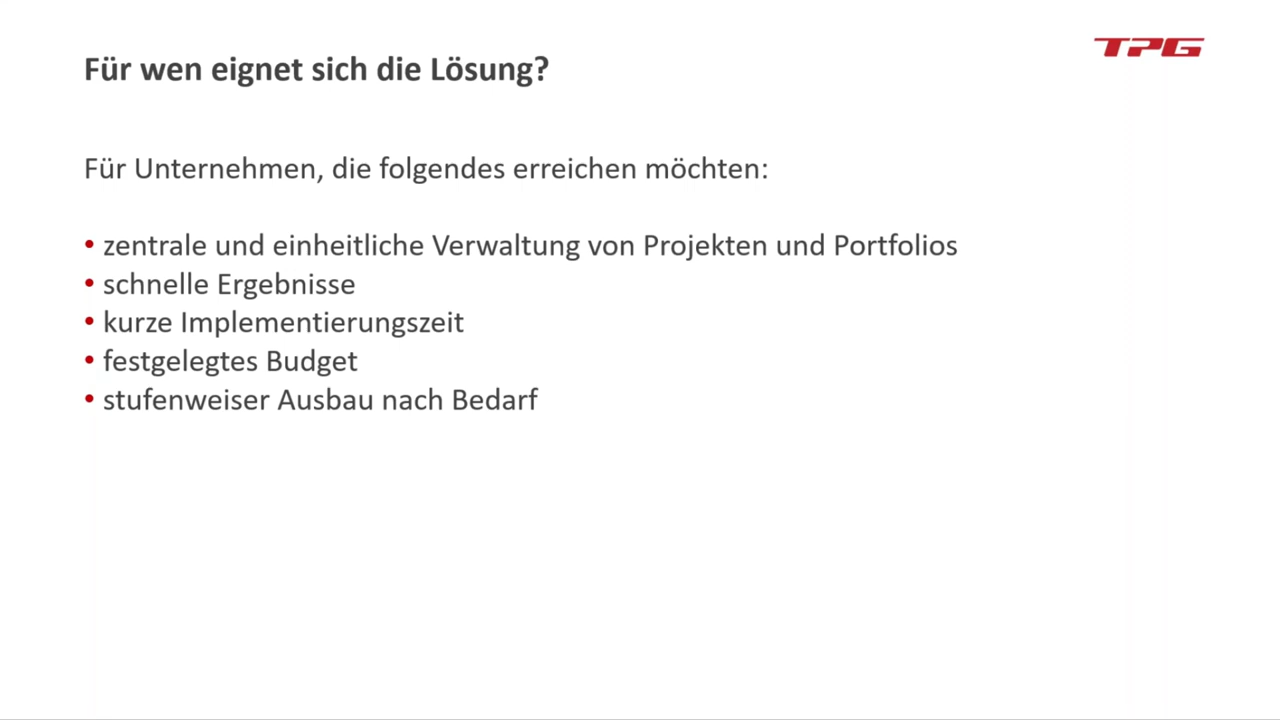 TPG
Für wen eignet sich die Lösung?
Für Unternehmen, die folgendes erreichen möchten:
• zentrale und einheitliche Verwaltung von Projekten und Portfolios
• schnelle Ergebnisse
• kurze Implementierungszeit
• festgelegtes Budget
• stufenweiser Ausbau nach Bedarf